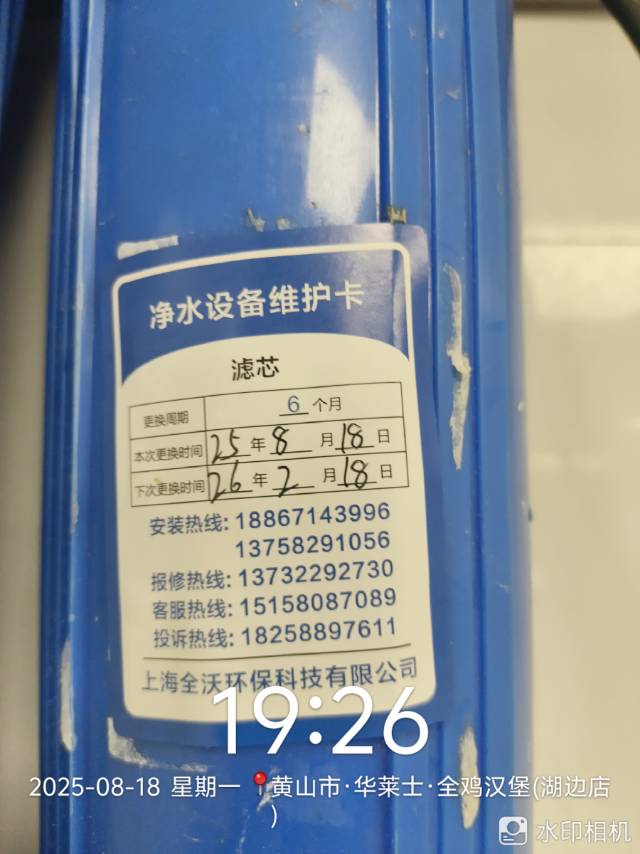 净水设备维护卡
滤芯
更换周期 6 个月
本次更换时间 25 年 8 月 18 日
下次更换时间 26 年 2 月 18 日
安装热线: 18867143996
13758291056
报修热线: 13732292730
客服热线: 15158087089
投诉热线: 18258897611
上海全沃环保科技有限公司
19:26
2025-08-18 星期一 黄山市·华莱士·全鸡汉堡(湖边店
)
水印相机